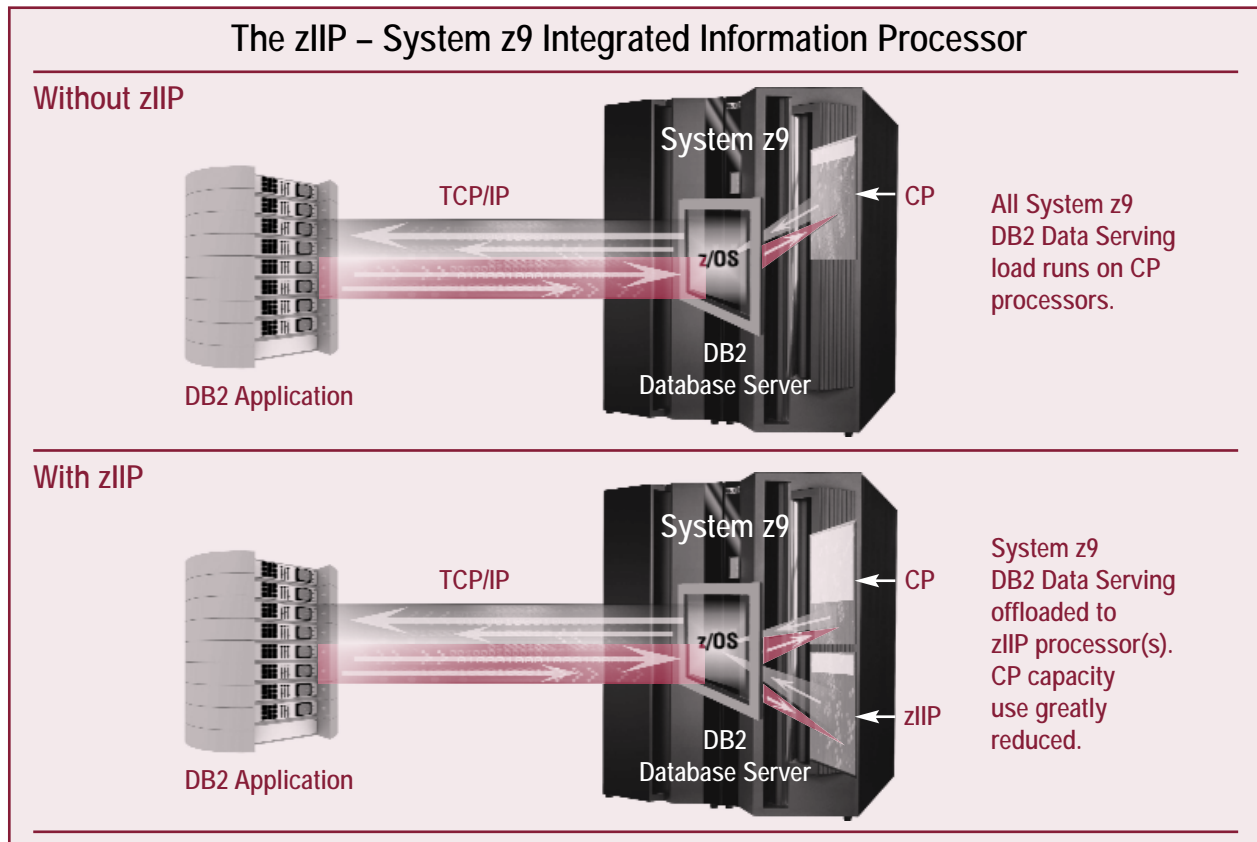 The zIIP – System z9 Integrated Information Processor
Without zIIP
System z9
TCP/IP
CP
z/OS
All System z9
DB2 Data Serving
load runs on CP
processors.
DB2
Database Server
DB2 Application
With zIIP
System z9
TCP/IP
CP
z/OS
System z9
DB2 Data Serving
offloaded to
zIIP processor(s).
CP capacity
use greatly
reduced.
zIIP
DB2
Database Server
DB2 Application